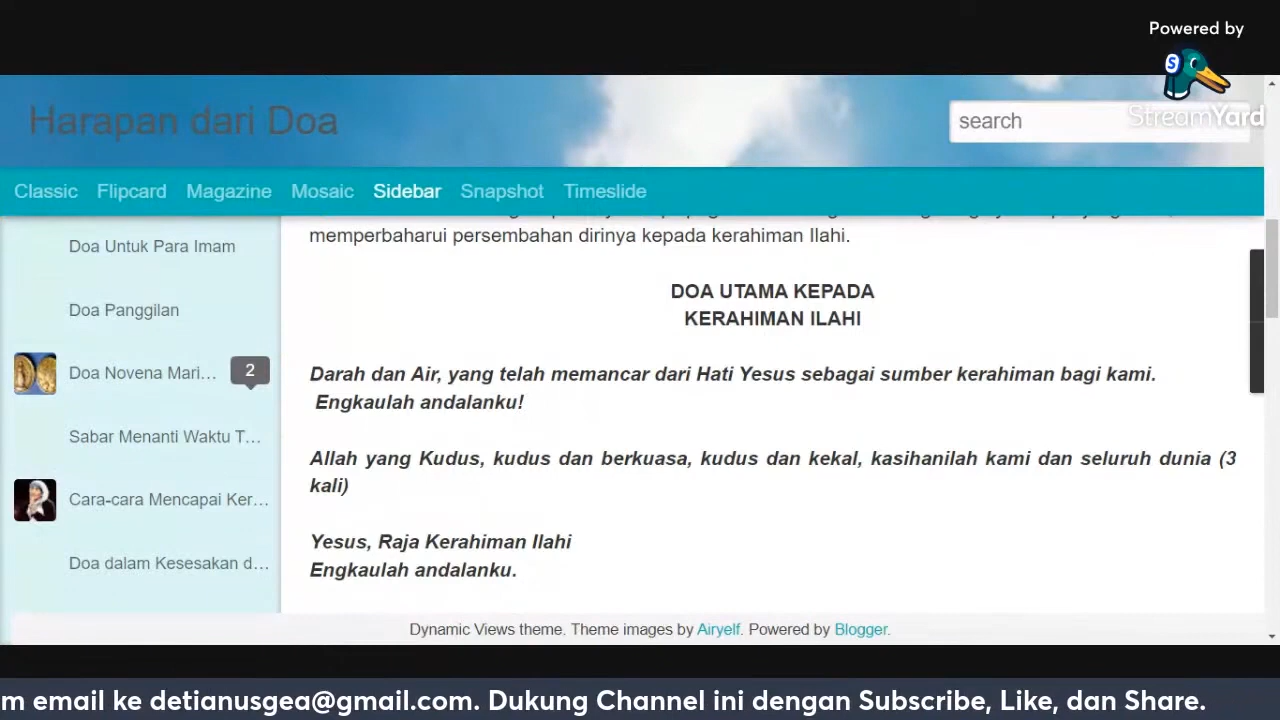 Powered by
StreamYard
Harapan dari Doa
search
Classic Flipcard Magazine Mosaic Sidebar Snapshot Timeslide
Doa Untuk Para Imam
Doa Panggilan
Doa Novena Mari... 2
Sabar Menanti Waktu T...
Cara-cara Mencapai Ker...
Doa dalam Kesesakan d...
memperbaharui persembahan dirinya kepada kerahiman Ilahi.
DOA UTAMA KEPADA
KERAHIMAN ILAHI
Darah dan Air, yang telah memancar dari Hati Yesus sebagai sumber kerahiman bagi kami.
Engkaulah andalanku!
Allah yang Kudus, kudus dan berkuasa, kudus dan kekal, kasihanilah kami dan seluruh dunia (3
kali)
Yesus, Raja Kerahiman Ilahi
Engkaulah andalanku.
Dynamic Views theme. Theme images by Airyelf. Powered by Blogger.
m email ke detianusgea@gmail.com. Dukung Channel ini dengan Subscribe, Like, dan Share.